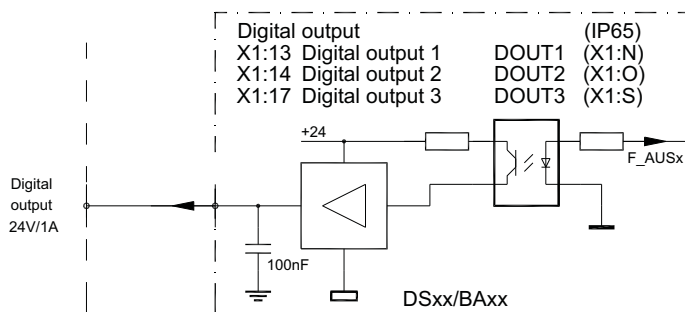 Digital output (IP65)
X1:13 Digital output 1 DOUT1 (X1:N)
X1:14 Digital output 2 DOUT2 (X1:O)
X1:17 Digital output 3 DOUT3 (X1:S)
+24
F_AUSx
Digital
output
24V/1A
100nF
DSxx/BAxx